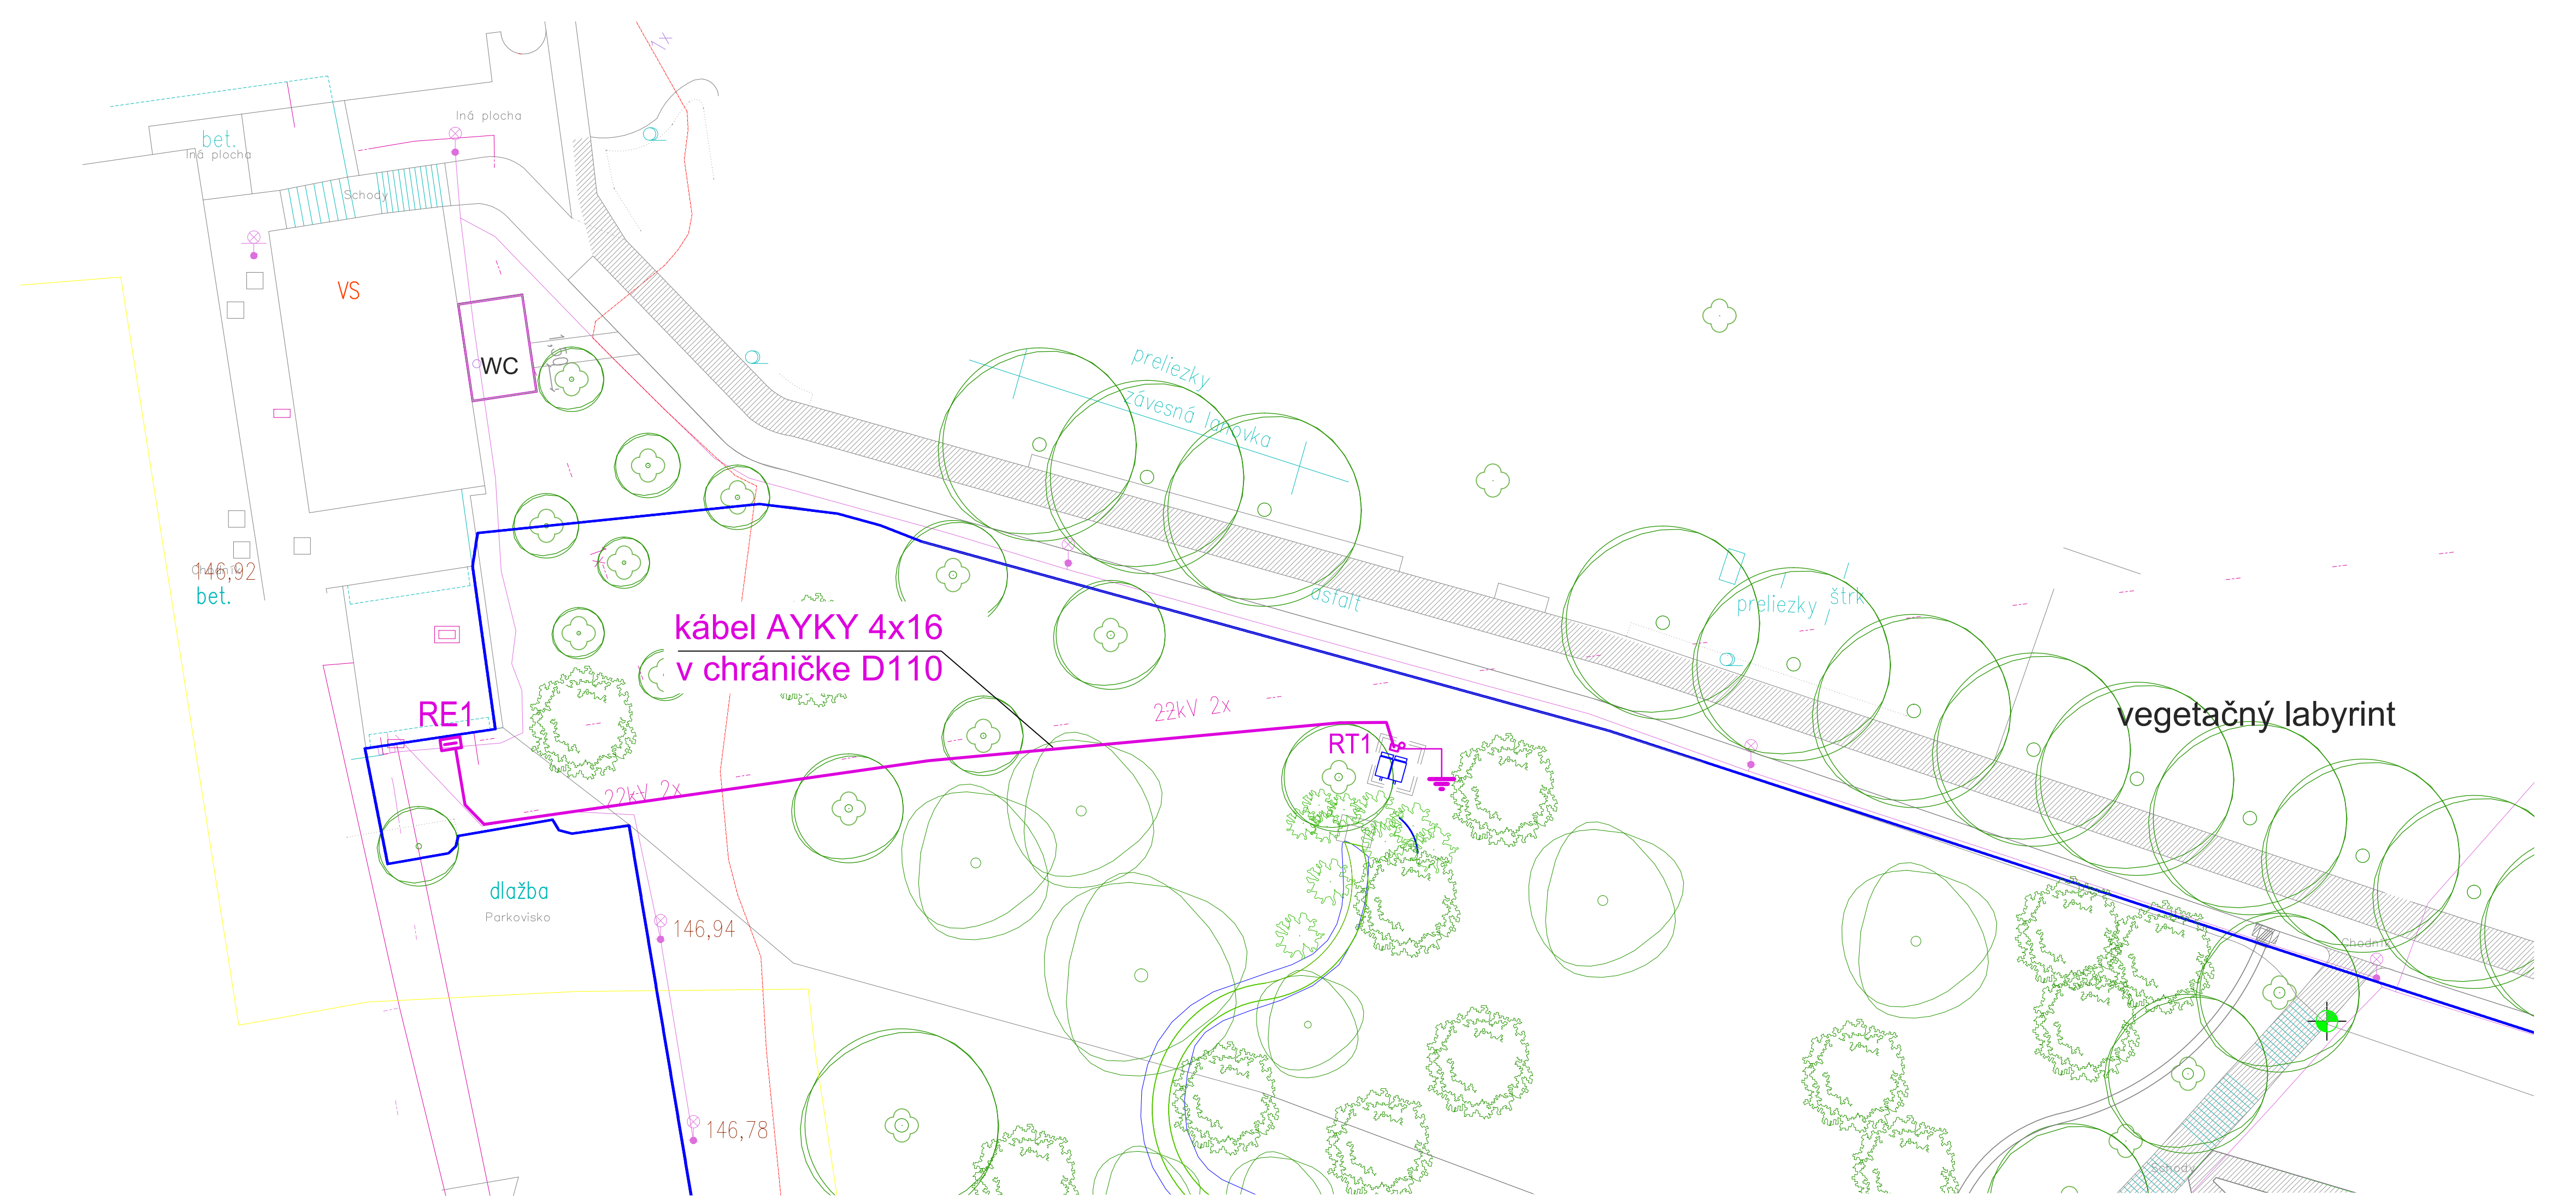 Iná plocha
bet.
Iná plocha
Schody
VS
WC
preliezky
závesná lanovka
146,92
Chodník
bet.
asfalt
preliezky
štrk
kábel AYKY 4x16
v chráničke D110
RE1
22kV 2x
RT1
vegetačný labyrint
22kV 2x
dlažba
Parkovisko
146,94
Chodník
146,78
Schody